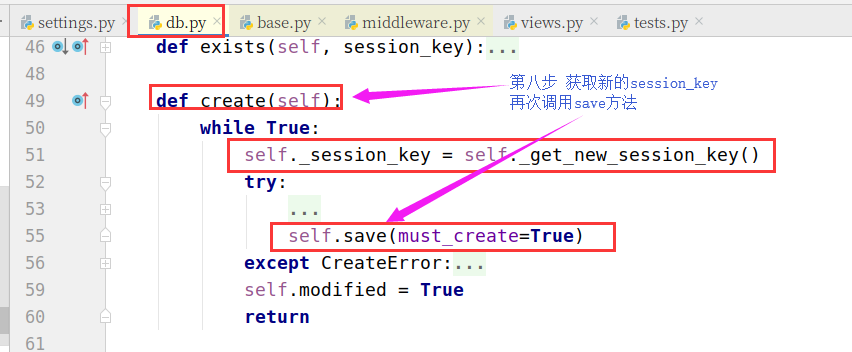 settings.py × db.py × base.py × middleware.py × views.py × tests.py ×
46 def exists(self, session_key):...
48
第八步 获取新的session_key
49 def create(self):
再次调用save方法
50 while True:
51 self._session_key = self._get_new_session_key()
52 try:
53 ...
55 self.save(must_create=True)
56 except CreateError:...
59 self.modified = True
60 return
61